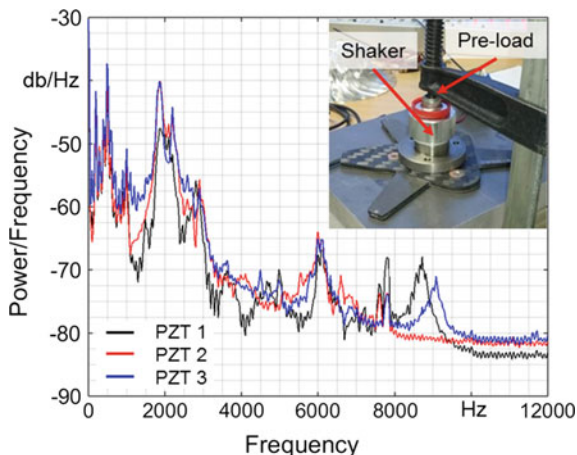 -30
db/Hz
-50
-60
-70
-80
-90
Power/Frequency
Shaker
Pre-load
PZT 1
PZT 2
PZT 3
0
2000
4000
6000
8000
Hz
12000
Frequency